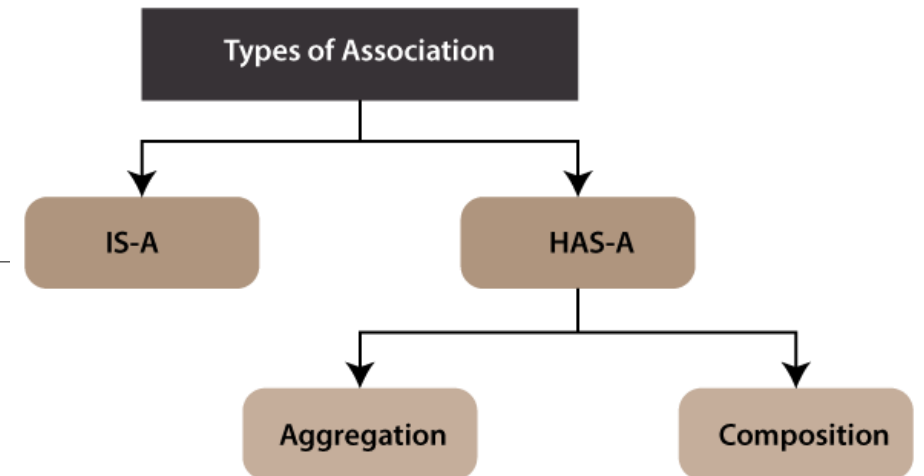 Types of Association
IS-A
HAS-A
Aggregation
Composition